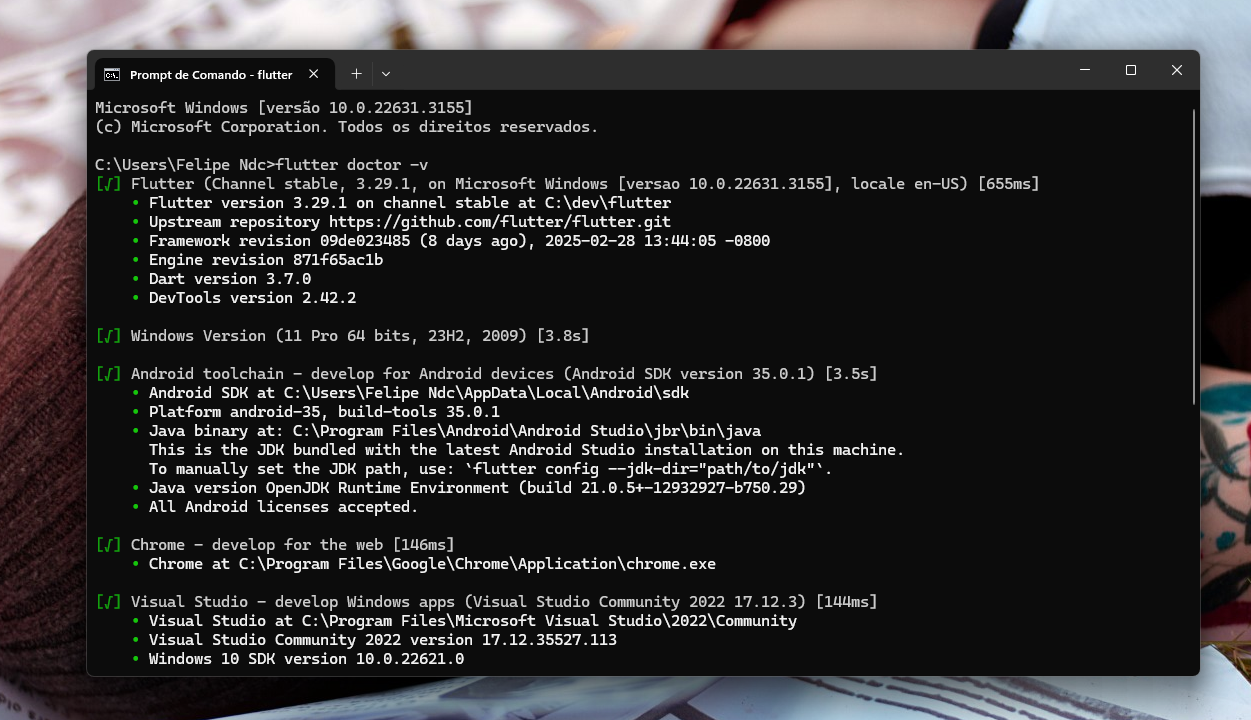 Prompt de Comando - flutter
Microsoft Windows [versão 10.0.22631.3155]
(c) Microsoft Corporation. Todos os direitos reservados.
C:\Users\Felipe Ndc>flutter doctor -v
[√] Flutter (Channel stable, 3.29.1, on Microsoft Windows [versao 10.0.22631.3155], locale en-US) [655ms]
• Flutter version 3.29.1 on channel stable at C:\dev\flutter
• Upstream repository https://github.com/flutter/flutter.git
• Framework revision 09de023485 (8 days ago), 2025-02-28 13:44:05 -0800
• Engine revision 871f65ac1b
• Dart version 3.7.0
• DevTools version 2.42.2
[√] Windows Version (11 Pro 64 bits, 23H2, 2009) [3.8s]
[√] Android toolchain - develop for Android devices (Android SDK version 35.0.1) [3.5s]
• Android SDK at C:\Users\Felipe Ndc\AppData\Local\Android\sdk
• Platform android-35, build-tools 35.0.1
• Java binary at: C:\Program Files\Android\Android Studio\jbr\bin\java
This is the JDK bundled with the latest Android Studio installation on this machine.
To manually set the JDK path, use: `flutter config --jdk-dir="path/to/jdk"`.
• Java version OpenJDK Runtime Environment (build 21.0.5+-12932927-b750.29)
• All Android licenses accepted.
[√] Chrome - develop for the web [146ms]
• Chrome at C:\Program Files\Google\Chrome\Application\chrome.exe
[√] Visual Studio - develop Windows apps (Visual Studio Community 2022 17.12.3) [144ms]
• Visual Studio at C:\Program Files\Microsoft Visual Studio\2022\Community
• Visual Studio Community 2022 version 17.12.35527.113
• Windows 10 SDK version 10.0.22621.0